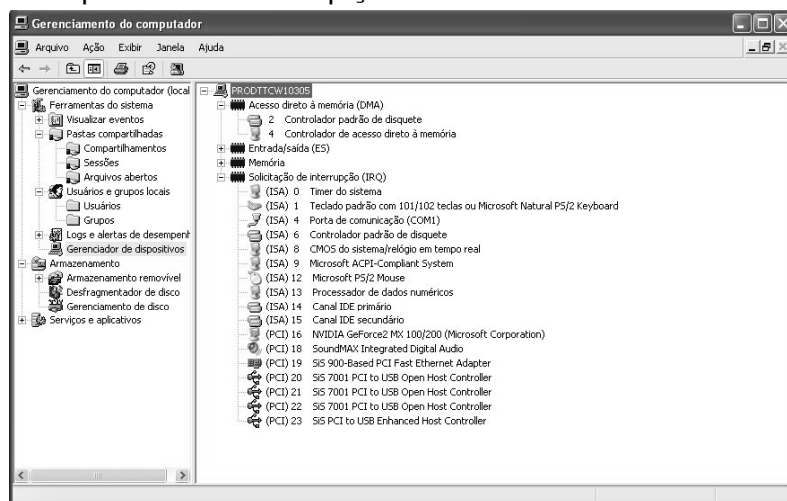 Gerenciamento do computador
Arquivo Ação Exibir Janela Ajuda
Gerenciamento do computador (local
Ferramentas do sistema
Visualizar eventos
Pastas compartilhadas
Compartilhamentos
Sessões
Arquivos abertos
Usuários e grupos locais
Usuários
Grupos
Logs e alertas de desempenh
Gerenciador de dispositivos
Armazenamento
Armazenamento removível
Desfragmentador de disco
Gerenciamento de disco
Serviços e aplicativos
PRODTTCW10305
Acesso direto à memória (DMA)
2 Controlador padrão de disquete
4 Controlador de acesso direto à memória
Entrada/saída (ES)
Memória
Solicitação de interrupção (IRQ)
(ISA) 0 Timer do sistema
(ISA) 1 Teclado padrão com 101/102 teclas ou Microsoft Natural PS/2 Keyboard
(ISA) 4 Porta de comunicação (COM1)
(ISA) 6 Controlador padrão de disquete
(ISA) 8 CMOS do sistema/relógio em tempo real
(ISA) 9 Microsoft ACPI-Compliant System
(ISA) 12 Microsoft PS/2 Mouse
(ISA) 13 Processador de dados numéricos
(ISA) 14 Canal IDE primário
(ISA) 15 Canal IDE secundário
(PCI) 16 NVIDIA GeForce2 MX 100/200 (Microsoft Corporation)
(PCI) 18 SoundMAX Integrated Digital Audio
(PCI) 19 SiS 900-Based PCI Fast Ethernet Adapter
(PCI) 20 SiS 7001 PCI to USB Open Host Controller
(PCI) 21 SiS 7001 PCI to USB Open Host Controller
(PCI) 22 SiS 7001 PCI to USB Open Host Controller
(PCI) 23 SiS PCI to USB Enhanced Host Controller